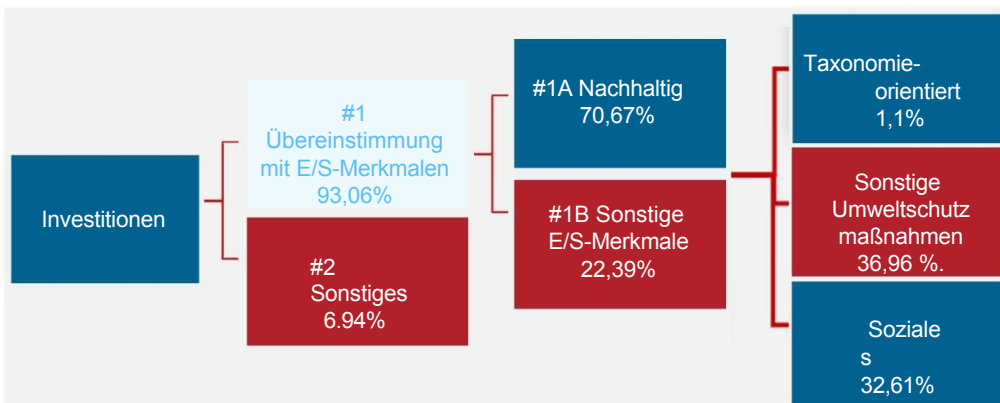 Investitionen
#1
Übereinstimmung
mit E/S-Merkmalen
93,06%
#2
Sonstiges
6.94%
#1A Nachhaltig
70,67%
#1B Sonstige
E/S-Merkmale
22,39%
Taxonomie-
orientiert
1,1%
Sonstige
Umweltschutz
maßnahmen
36,96 %.
Soziale
s
32,61%